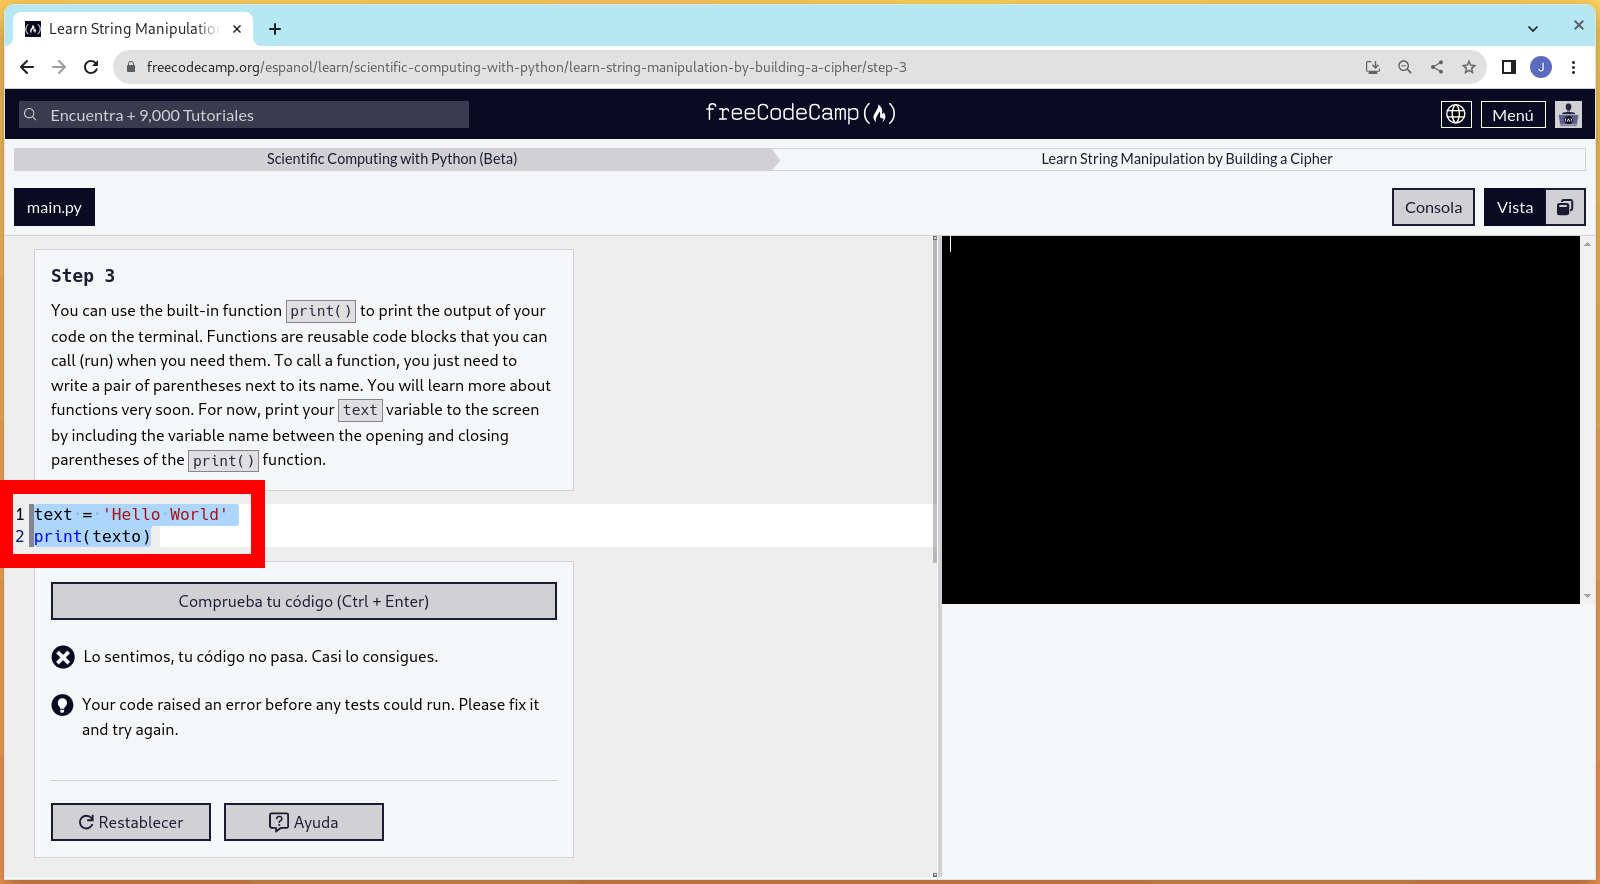 Learn String Manipulatio
freecodecamp.org/espanol/learn/scientific-computing-with-python/learn-string-manipulation-by-building-a-cipher/step-3
J
Encuentra + 9,000 Tutoriales
freeCodeCamp
Menú
Scientific Computing with Python (Beta)
Learn String Manipulation by Building a Cipher
main.py
Consola
Vista
Step 3
You can use the built-in function print() to print the output of your
code on the terminal. Functions are reusable code blocks that you can
call (run) when you need them. To call a function, you just need to
write a pair of parentheses next to its name. You will learn more about
functions very soon. For now, print your text variable to the screen
by including the variable name between the opening and closing
parentheses of the print() function.
1 text = 'Hello World'
2 print(texto)
Comprueba tu código (Ctrl + Enter)
Lo sentimos, tu código no pasa. Casi lo consigues.
Your code raised an error before any tests could run. Please fix it
and try again.
Restablecer
Ayuda